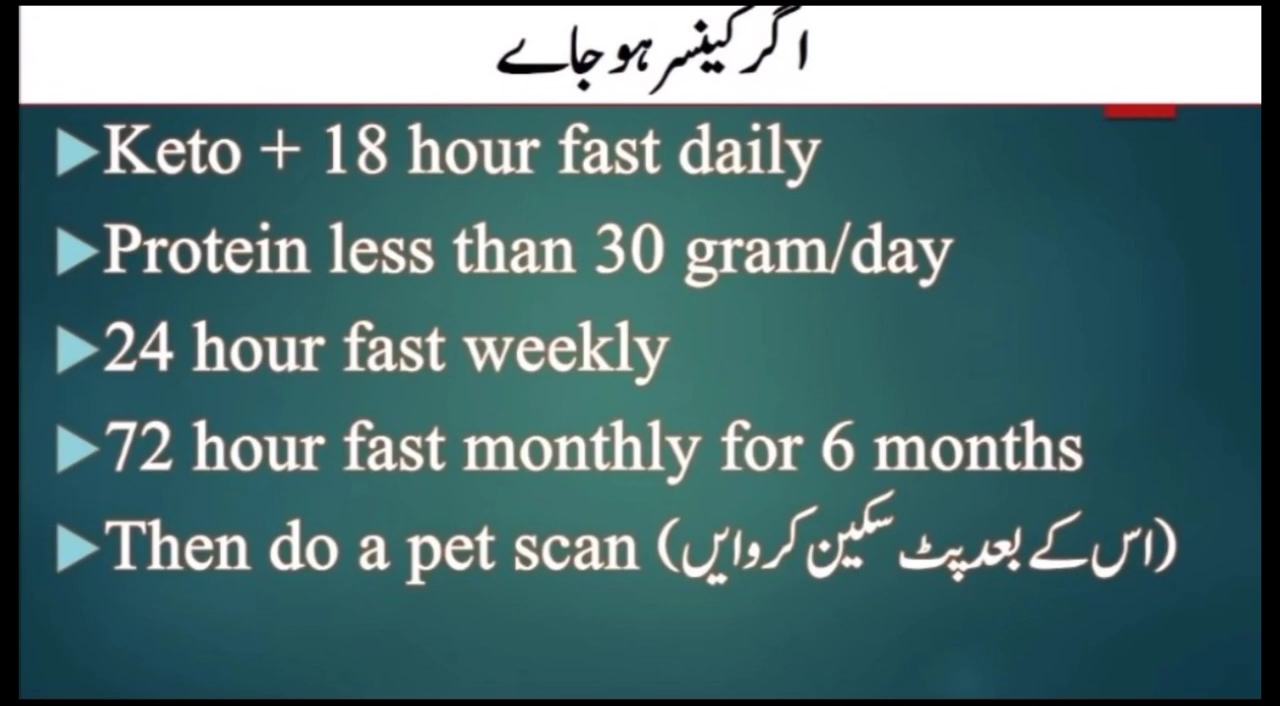 اگر کینسر ہو جاے
Keto + 18 hour fast daily
Protein less than 30 gram/day
24 hour fast weekly
72 hour fast monthly for 6 months
Then do a pet scan (اس کے بعد پٹ سکین کروایں)